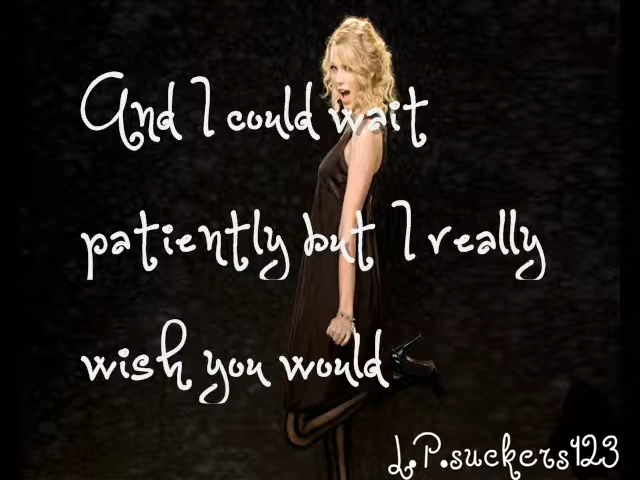 And I could wait
patiently but I really
wish you would
L.P.suckers123